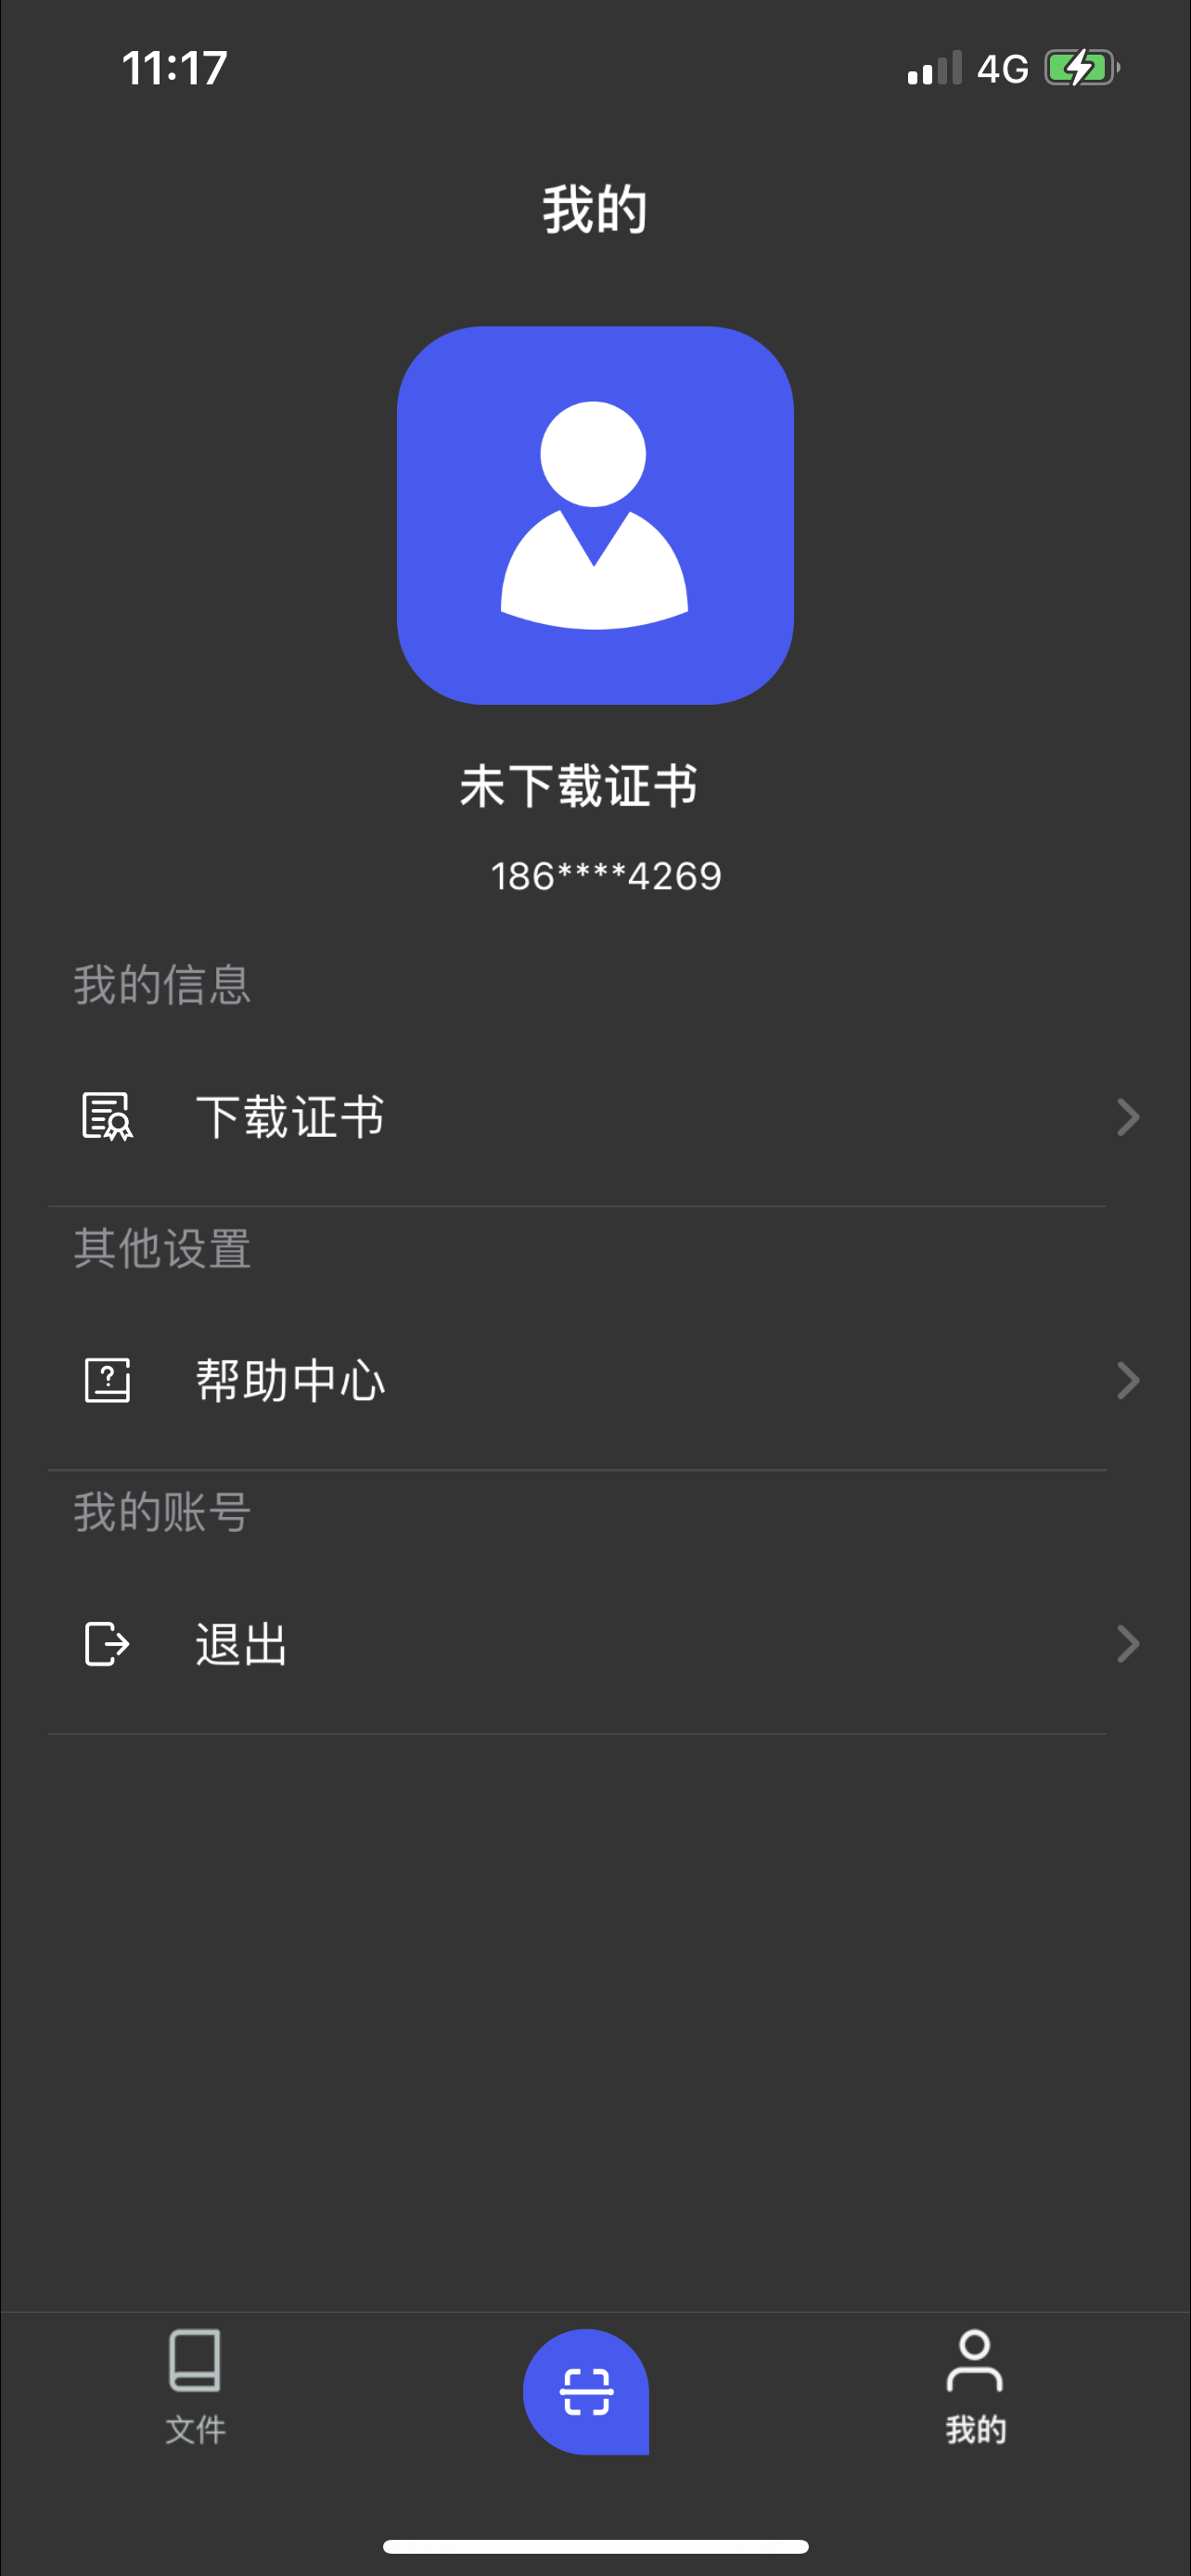 11:17
4G
我的
未下载证书
186****4269
我的信息
下载证书
其他设置
?
帮助中心
我的账号
退出
文件
我的